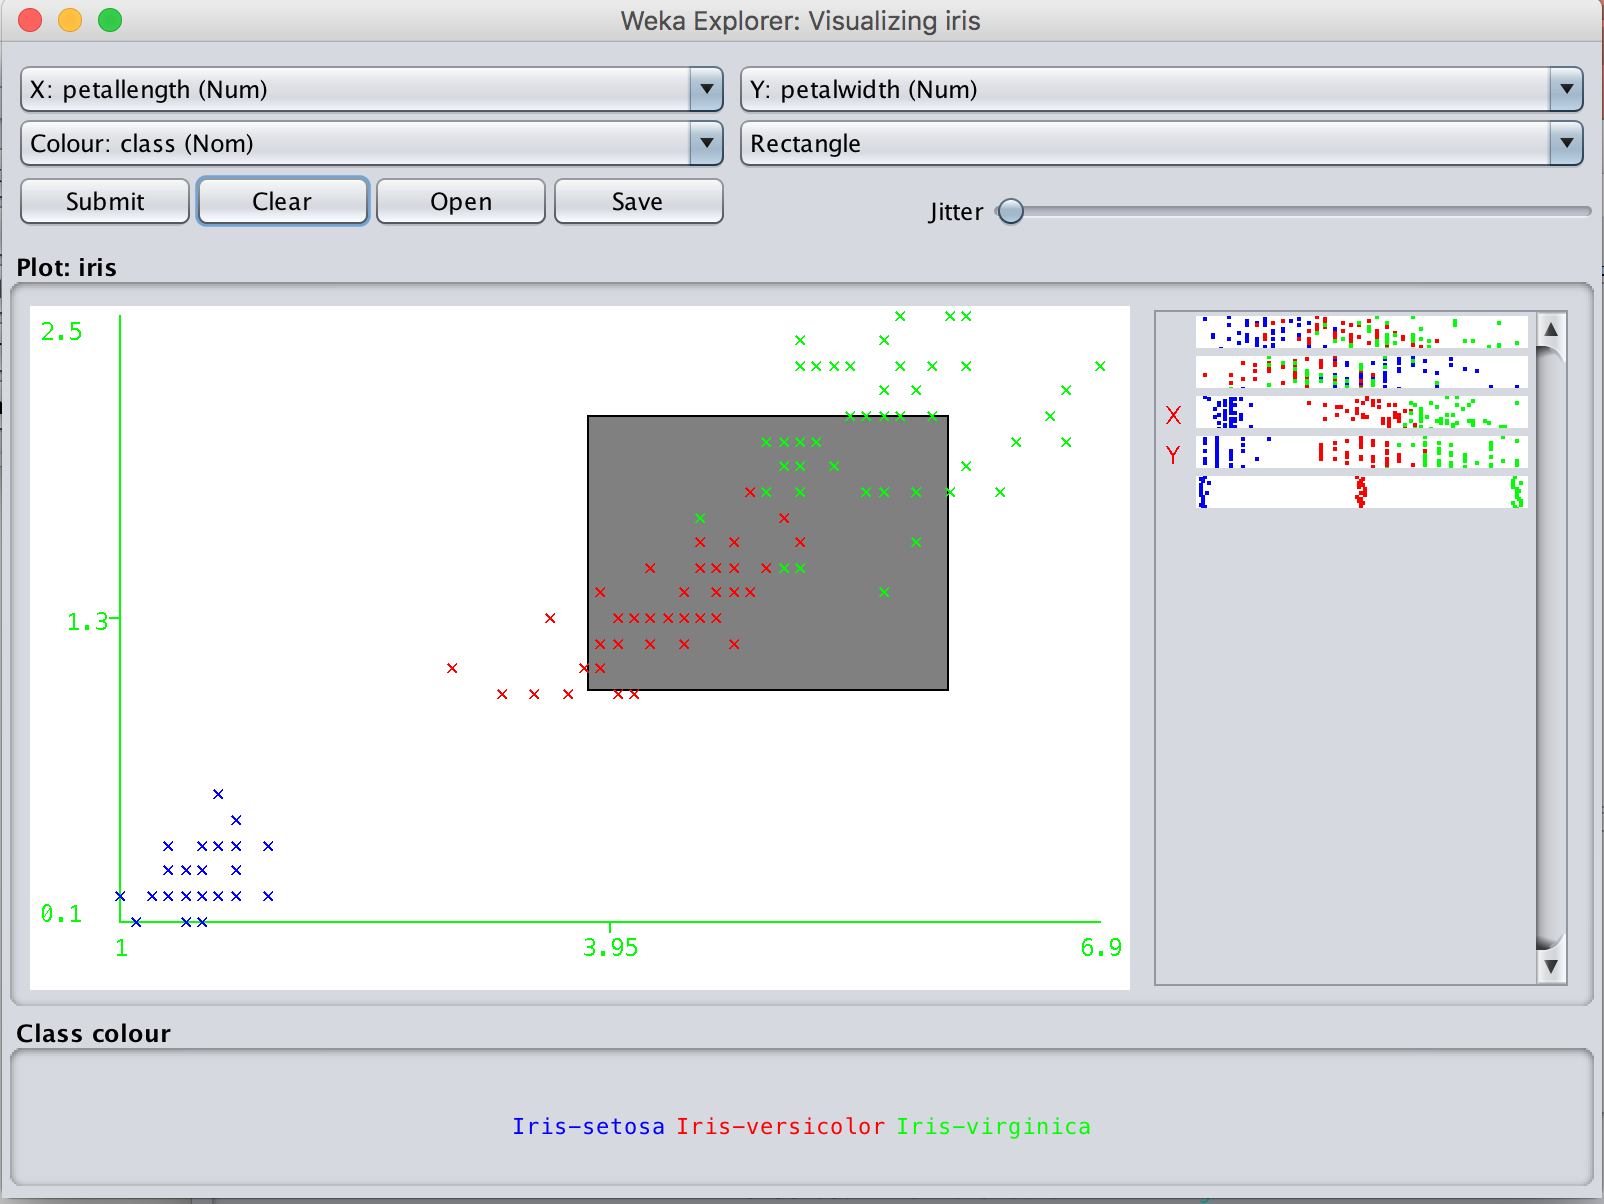 Weka Explorer: Visualizing iris
X: petallength (Num) Y: petalwidth (Num)
Colour: class (Nom) Rectangle
Submit Clear Open Save Jitter
Plot: iris
2.5
X
Y
1.3
0.1
1 3.95 6.9
Class colour
Iris-setosa Iris-versicolor Iris-virginica